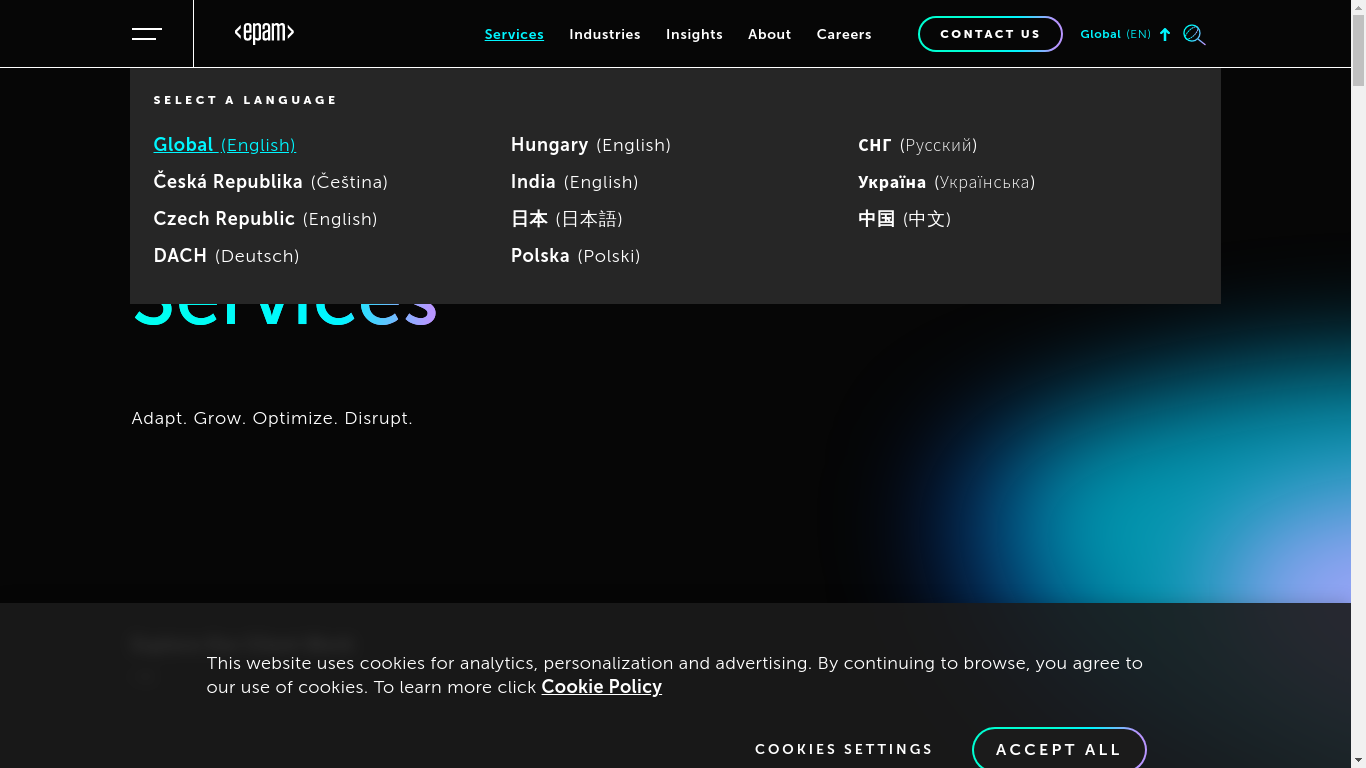 <epam>
Services
Industries
Insights
About
Careers
CONTACT US
Global (EN)
SELECT A LANGUAGE
Global (English)
Česká Republika (Čeština)
Czech Republic (English)
DACH (Deutsch)
Hungary (English)
India (English)
日本 (日本語)
Polska (Polski)
СНГ (Русский)
Україна (Українська)
中国 (中文)
Services
Adapt. Grow. Optimize. Disrupt.
This website uses cookies for analytics, personalization and advertising. By continuing to browse, you agree to
our use of cookies. To learn more click Cookie Policy
COOKIES SETTINGS
ACCEPT ALL